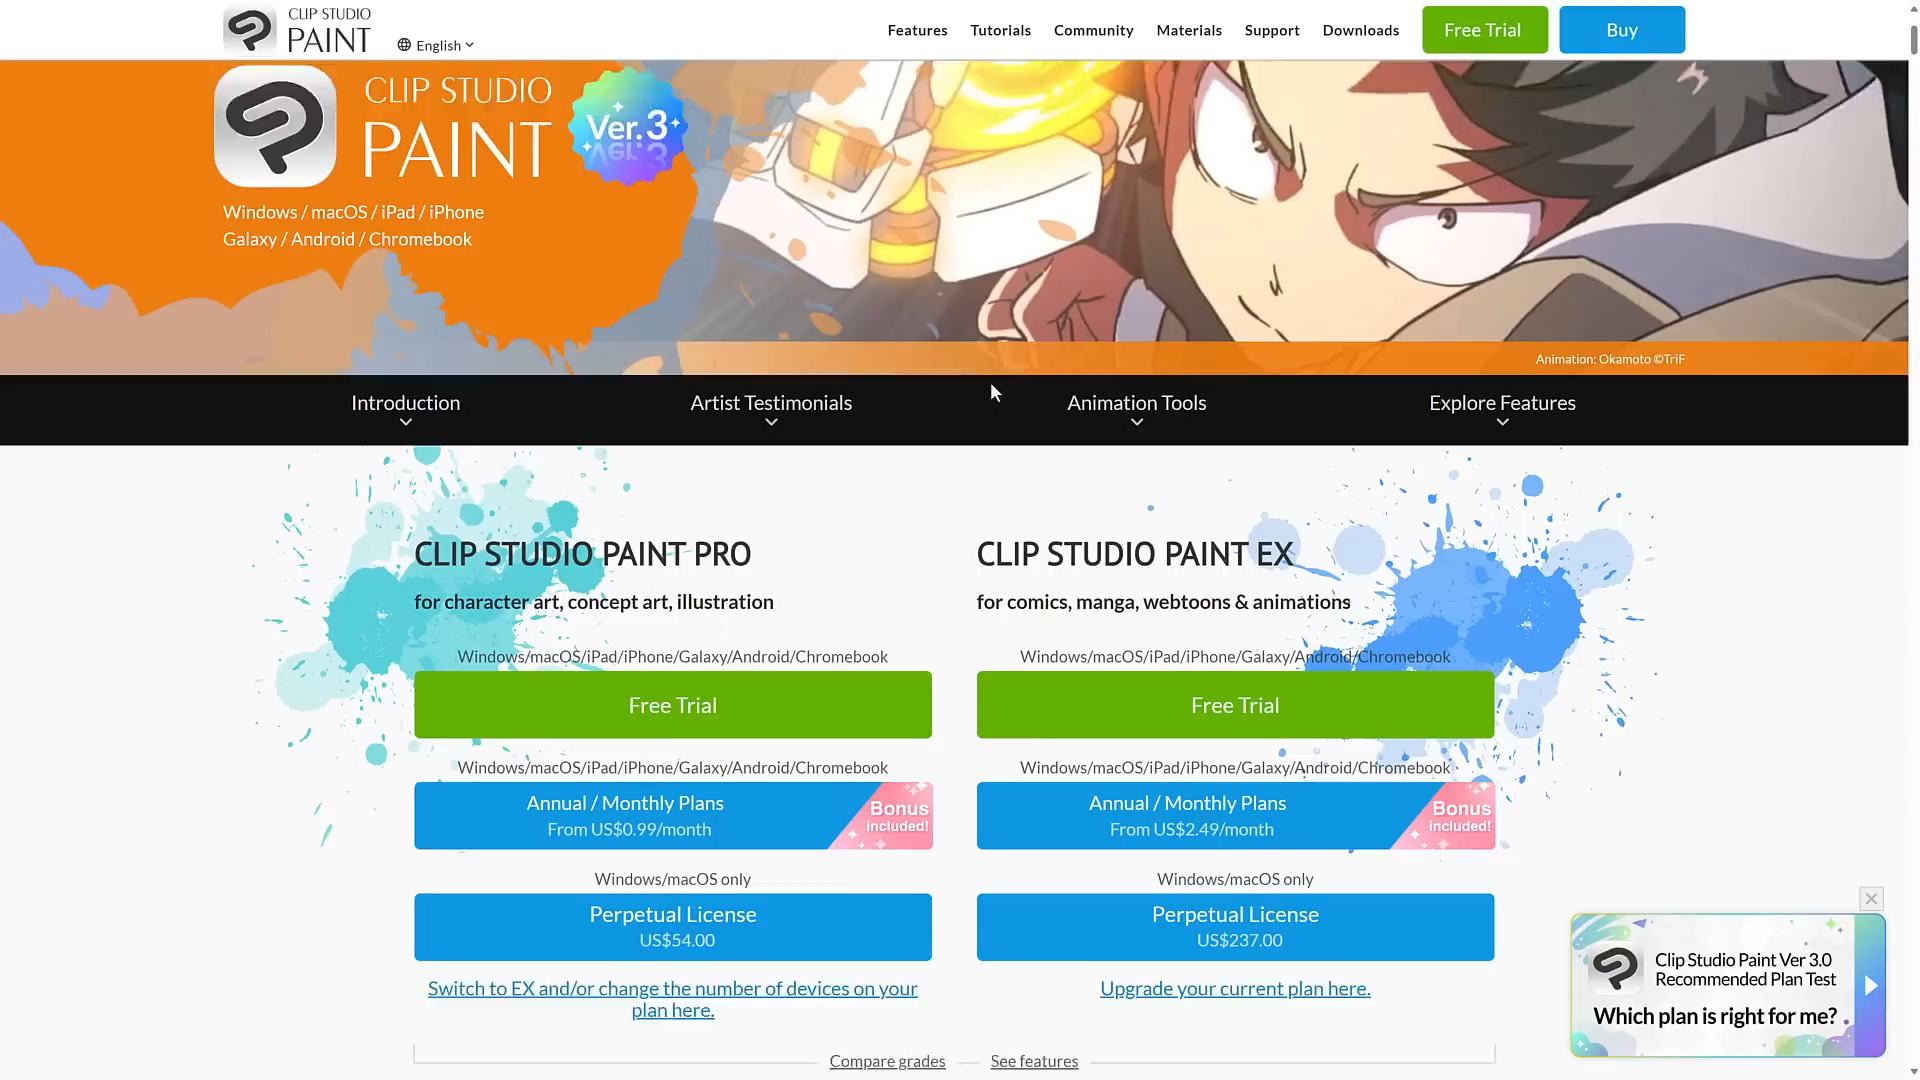 CLIP STUDIO
PAINT
English
Features
Tutorials
Community
Materials
Support
Downloads
Free Trial
Buy
CLIP STUDIO
PAINT
Ver.3
Windows / macOS / iPad / iPhone
Galaxy / Android / Chromebook
Animation: Okamoto ©TriF
Introduction
Artist Testimonials
Animation Tools
Explore Features
CLIP STUDIO PAINT PRO
for character art, concept art, illustration
Windows/macOS/iPad/iPhone/Galaxy/Android/Chromebook
Free Trial
Windows/macOS/iPad/iPhone/Galaxy/Android/Chromebook
Annual / Monthly Plans
From US$0.99/month
Bonus
included!
Windows/macOS only
Perpetual License
US$54.00
Switch to EX and/or change the number of devices on your
plan here.
CLIP STUDIO PAINT EX
for comics, manga, webtoons & animations
Windows/macOS/iPad/iPhone/Galaxy/Android/Chromebook
Free Trial
Windows/macOS/iPad/iPhone/Galaxy/Android/Chromebook
Annual / Monthly Plans
From US$2.49/month
Bonus
included!
Windows/macOS only
Perpetual License
US$237.00
Upgrade your current plan here.
Compare grades
See features
Clip Studio Paint Ver 3.0
Recommended Plan Test
Which plan is right for me?